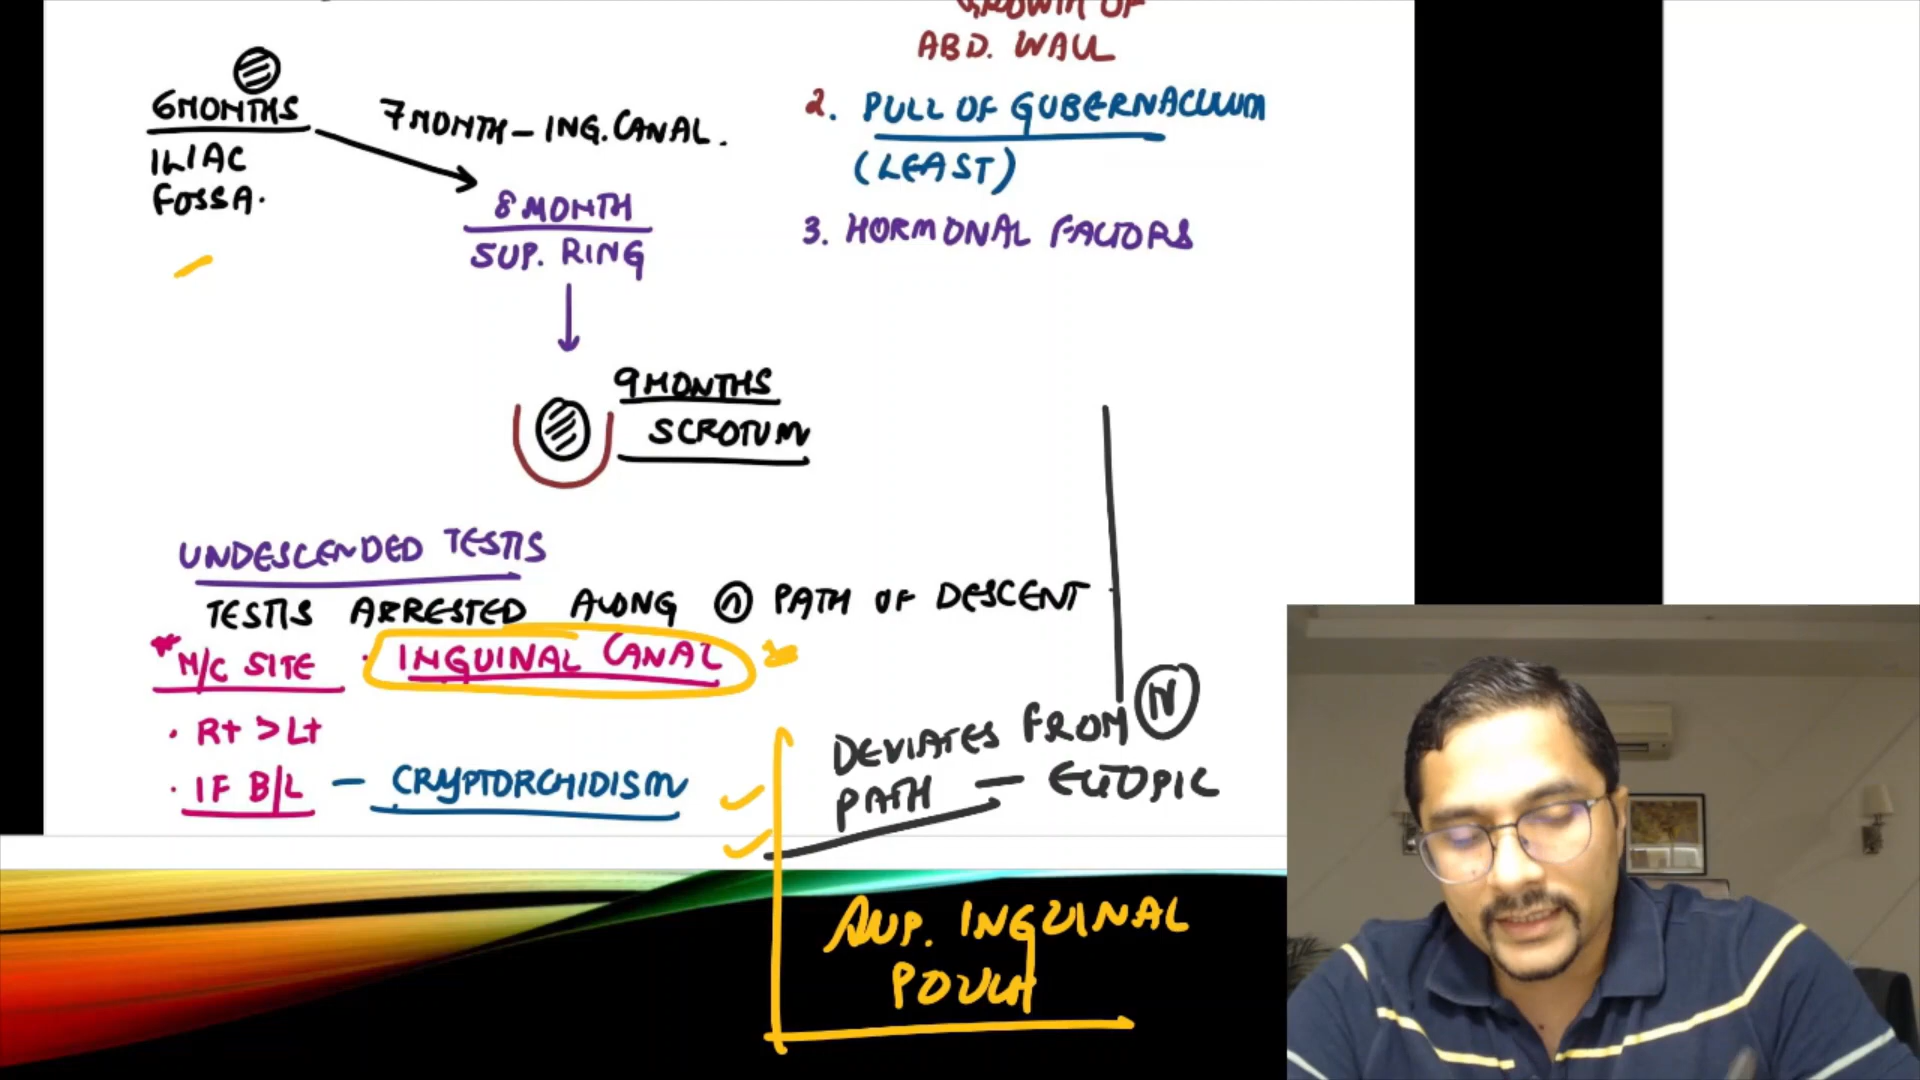 GROWTH OF
ABD. WALL
6 MONTHS
ILIAC
FOSSA.
7 MONTH - ING. CANAL.
8 MONTH
SUP. RING
9 MONTHS
SCROTUM
2. PULL OF GUBERNACULUM
(LEAST)
3. HORMONAL FACTORS
UNDESCENDED TESTIS
TESTIS ARRESTED ALONG (N) PATH OF DESCENT
* M/C SITE · INGUINAL CANAL
· Rt > Lt
· IF B/L - CRYPTORCHIDISM
DEVIATES FROM (N)
PATH - ECTOPIC
SUP. INGUINAL
POUCH